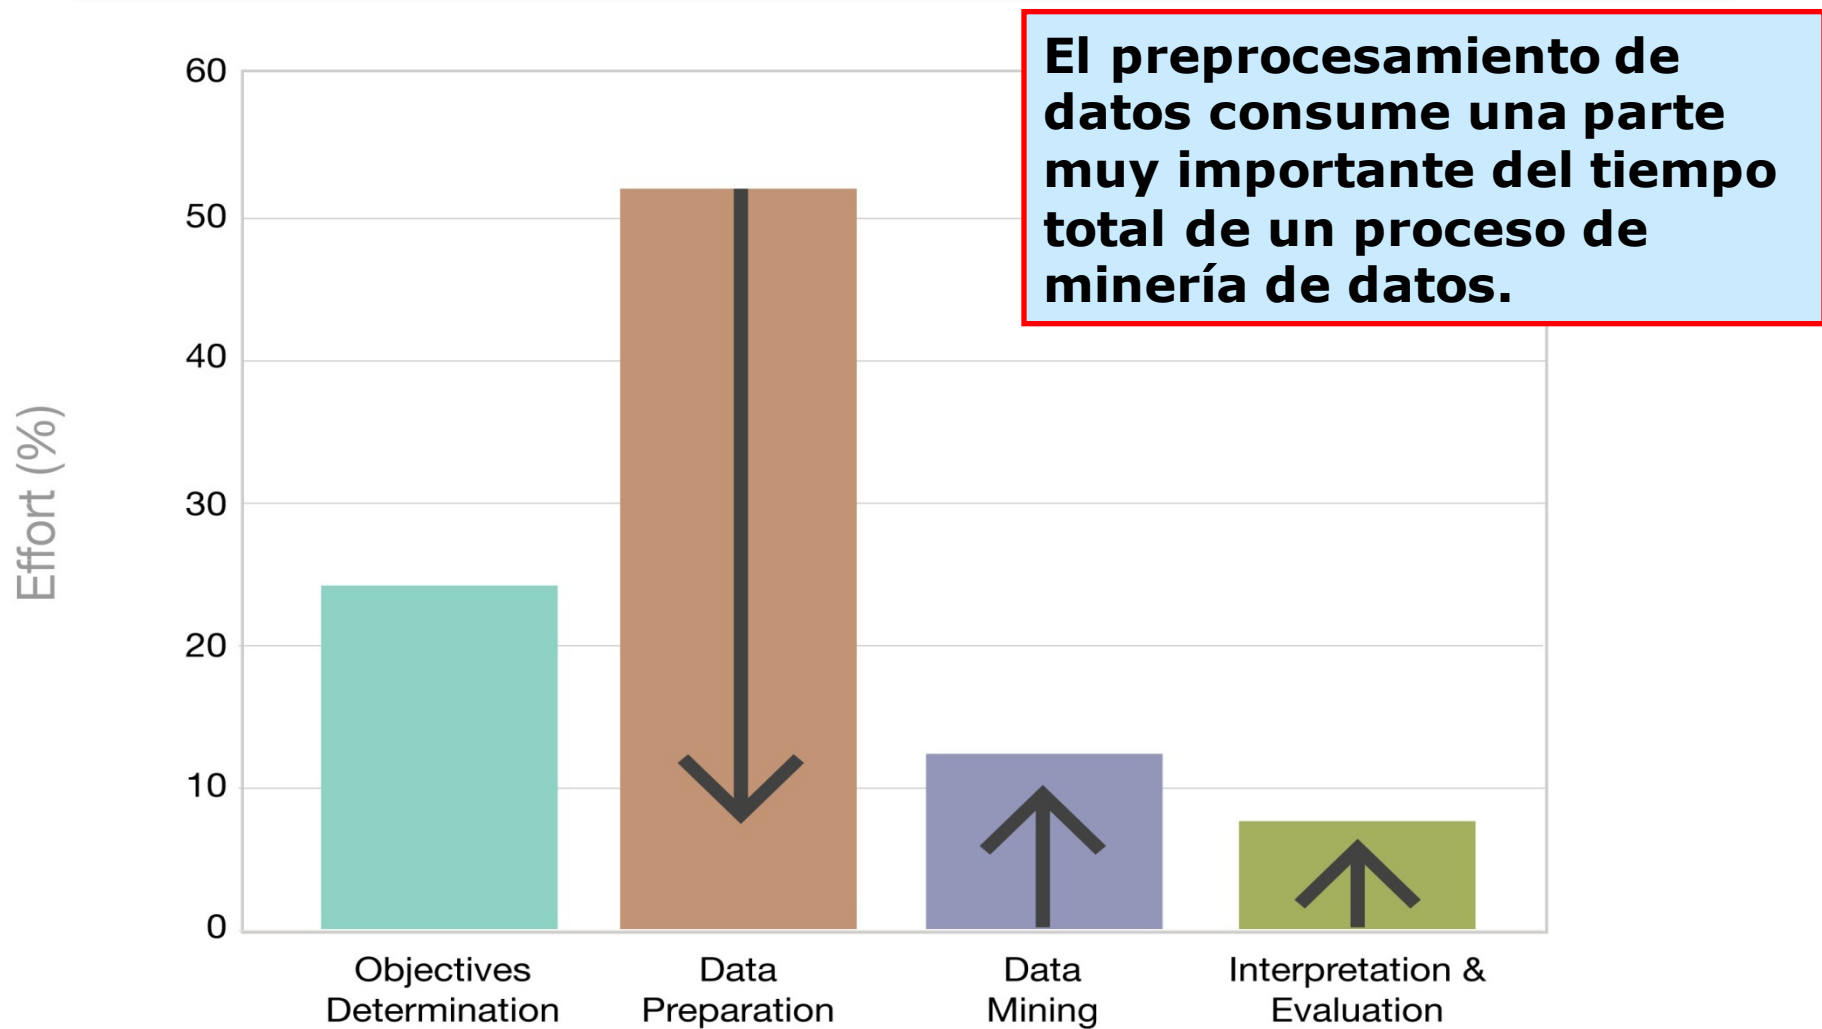 El preprocesamiento de
datos consume una parte
muy importante del tiempo
total de un proceso de
minería de datos.
60
50
40
30
20
10
0
Effort (%)
Objectives
Determination
Data
Preparation
Data
Mining
Interpretation &
Evaluation